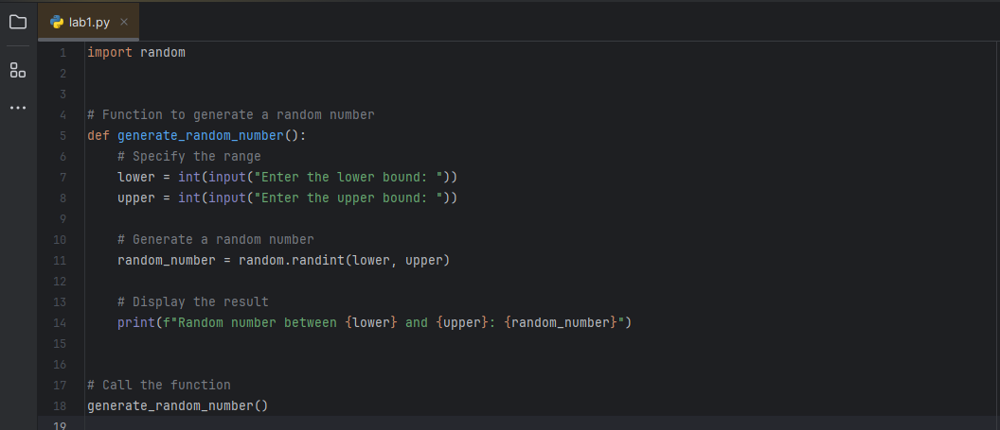 lab1.py
1 import random
2
3
4 # Function to generate a random number
5 def generate_random_number():
6     # Specify the range
7     lower = int(input("Enter the lower bound: "))
8     upper = int(input("Enter the upper bound: "))
9
10     # Generate a random number
11     random_number = random.randint(lower, upper)
12
13     # Display the result
14     print(f"Random number between {lower} and {upper}: {random_number}")
15
16
17 # Call the function
18 generate_random_number()
19